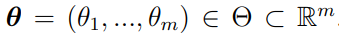 θ = (θ₁, ..., θₘ) ∈ Θ ⊂ ℝᵐ.